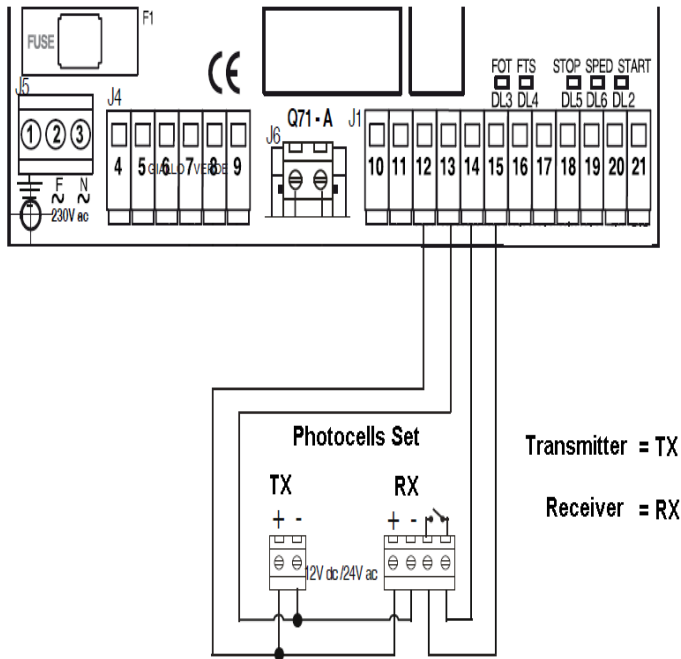 F1
FUSE
CE
FOT FTS STOP SPED START
DL3 DL4 DL5 DL6 DL2
J5
J4
Q71 - A
J6
J1
1 2 3
4 5 6 7 8 9
GIALLO / VERDE
10 11 12 13 14 15 16 17 18 19 20 21
F N
~ ~
230V ac
Photocells Set
Transmitter = TX
TX RX
Receiver = RX
+ - + -
12V dc /24V ac